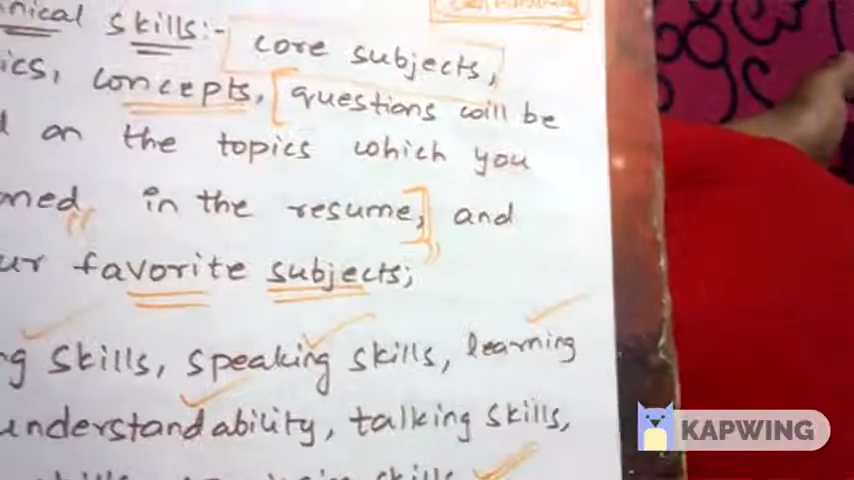 skills:- core subjects,
concepts, questions will be
on the topics which you
in the resume, and
favorite subjects;
skills, speaking skills, learning
understandability, talking skills,
skills
KAPWING